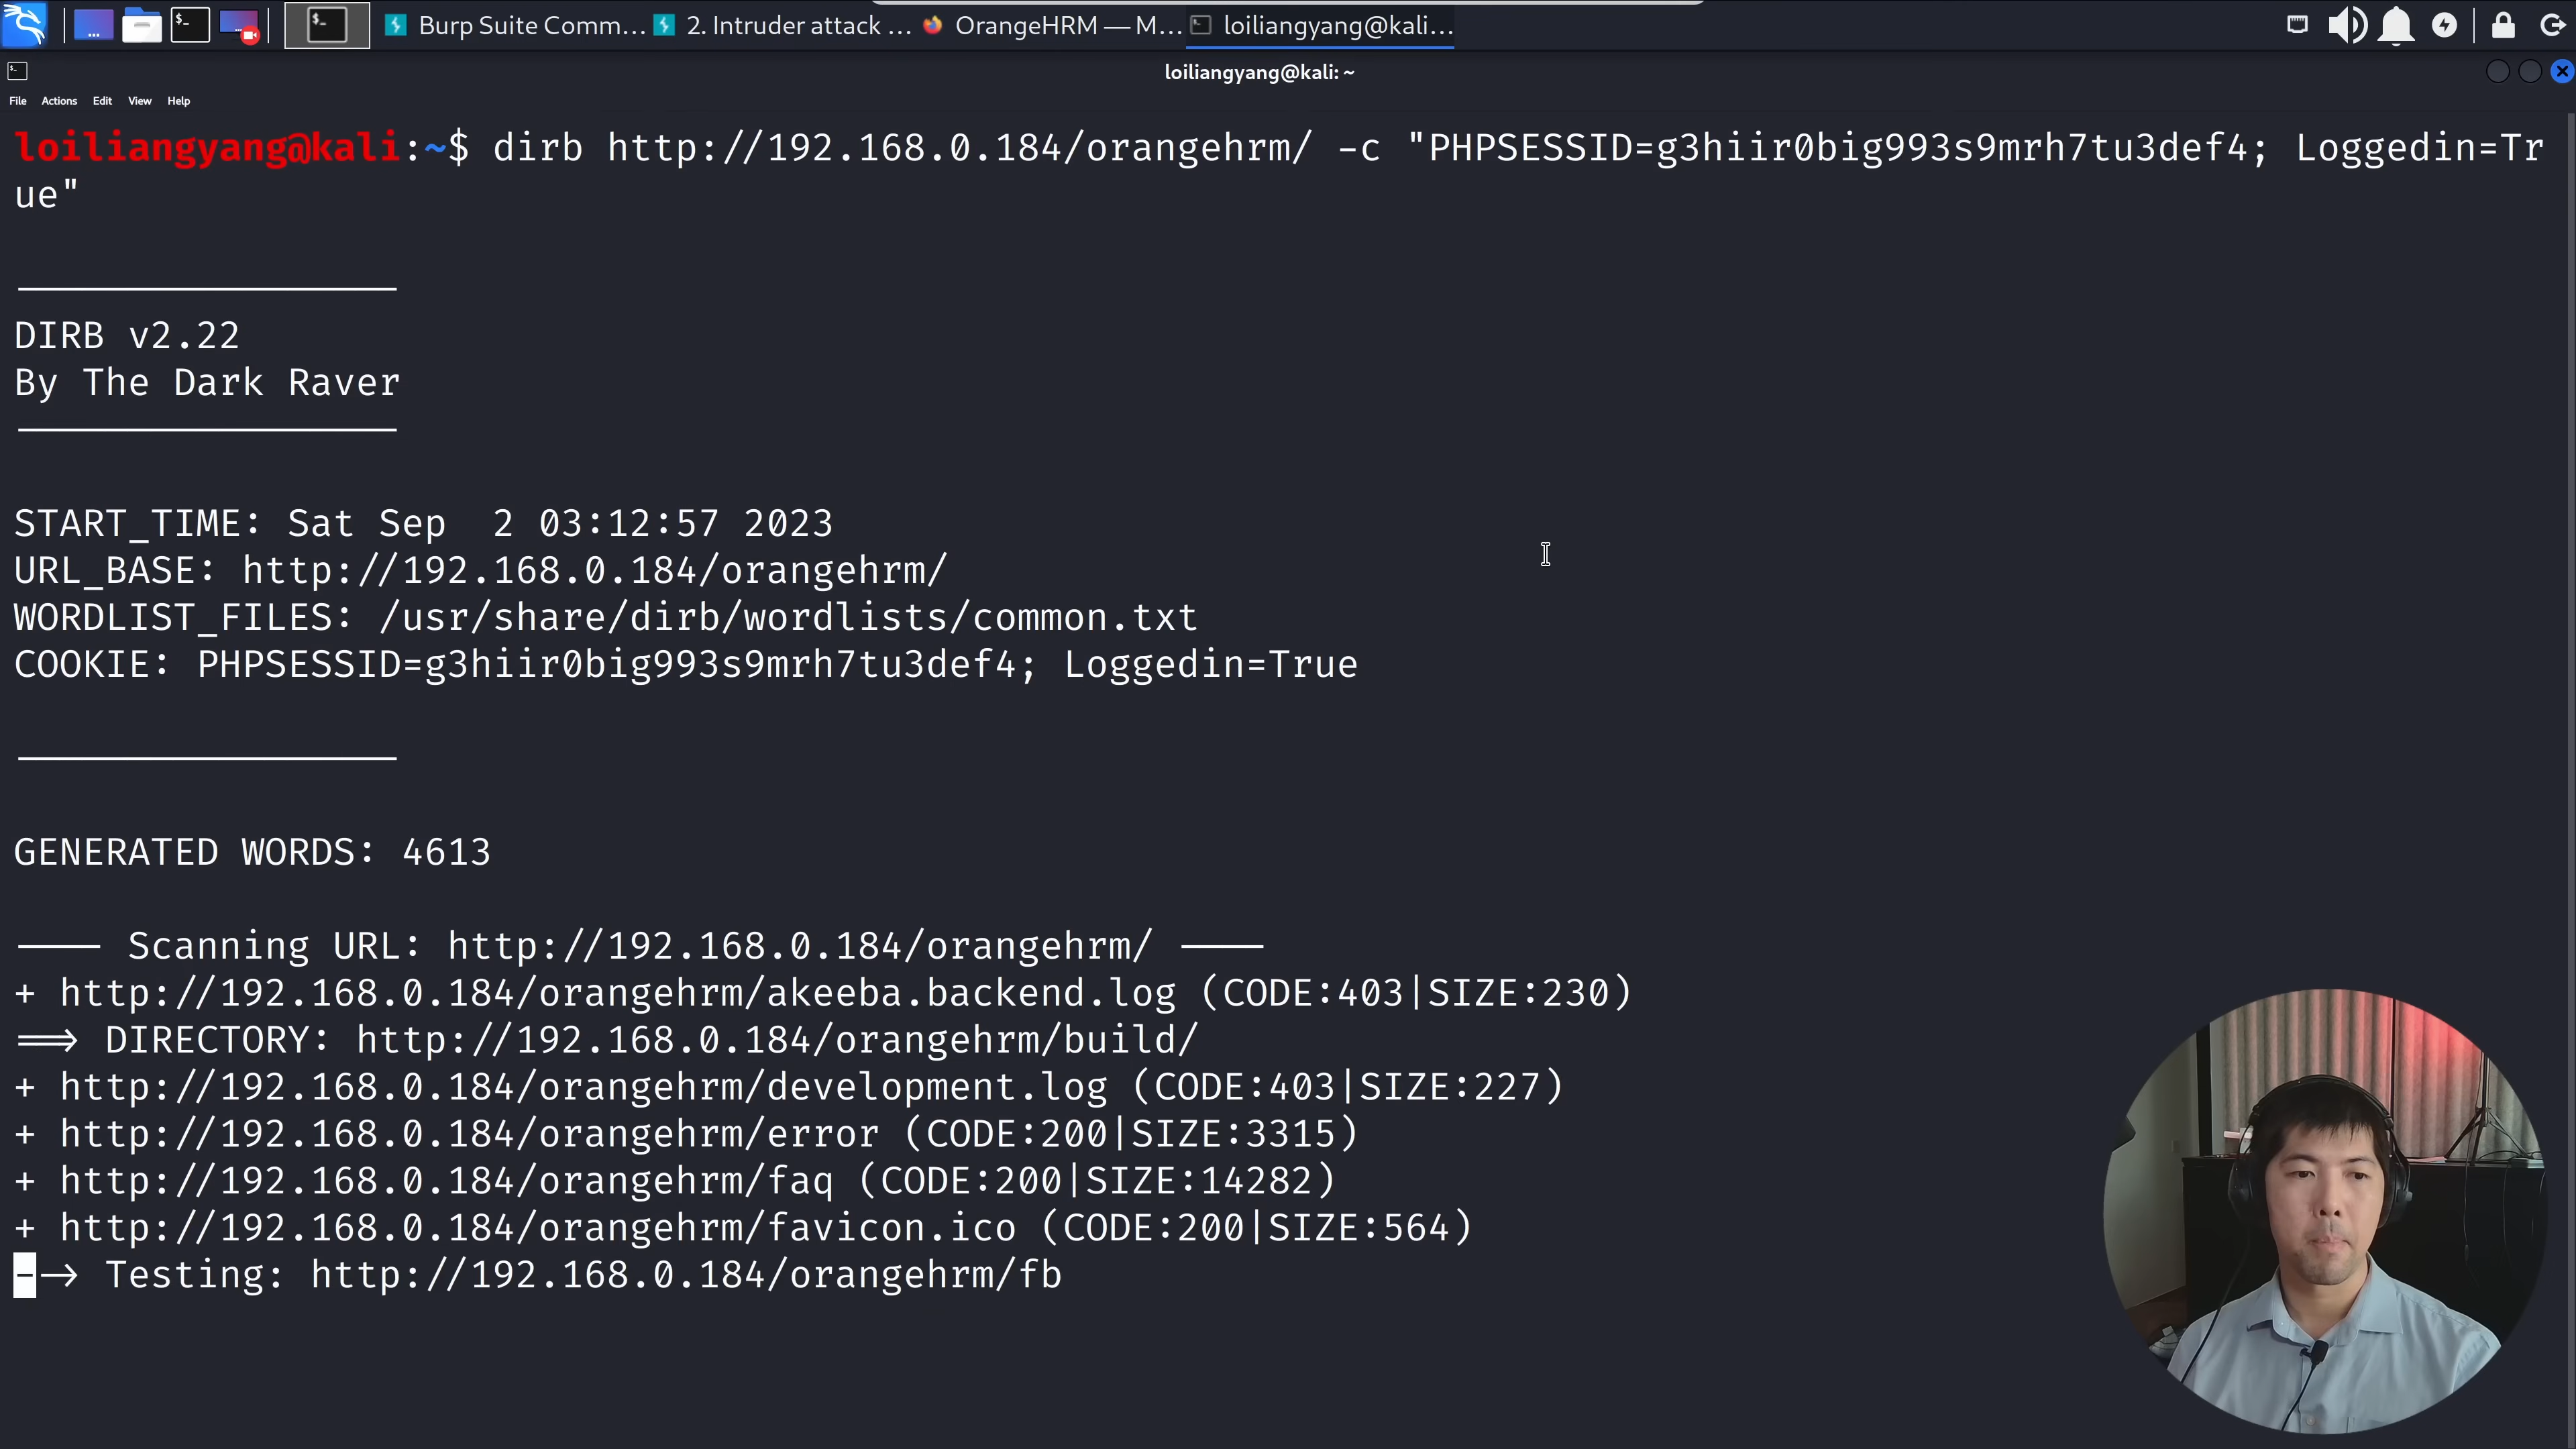 Burp Suite Comm...
2. Intruder attack ...
OrangeHRM — M...
loiliangyang@kali...
loiliangyang@kali: ~
File Actions Edit View Help
loiliangyang@kali:~$ dirb http://192.168.0.184/orangehrm/ -c "PHPSESSID=g3hiir0big993s9mrh7tu3def4; Loggedin=Tr
ue"
DIRB v2.22
By The Dark Raver
START_TIME: Sat Sep  2 03:12:57 2023
URL_BASE: http://192.168.0.184/orangehrm/
WORDLIST_FILES: /usr/share/dirb/wordlists/common.txt
COOKIE: PHPSESSID=g3hiir0big993s9mrh7tu3def4; Loggedin=True
GENERATED WORDS: 4613
---- Scanning URL: http://192.168.0.184/orangehrm/ ----
+ http://192.168.0.184/orangehrm/akeeba.backend.log (CODE:403|SIZE:230)
==> DIRECTORY: http://192.168.0.184/orangehrm/build/
+ http://192.168.0.184/orangehrm/development.log (CODE:403|SIZE:227)
+ http://192.168.0.184/orangehrm/error (CODE:200|SIZE:3315)
+ http://192.168.0.184/orangehrm/faq (CODE:200|SIZE:14282)
+ http://192.168.0.184/orangehrm/favicon.ico (CODE:200|SIZE:564)
--> Testing: http://192.168.0.184/orangehrm/fb